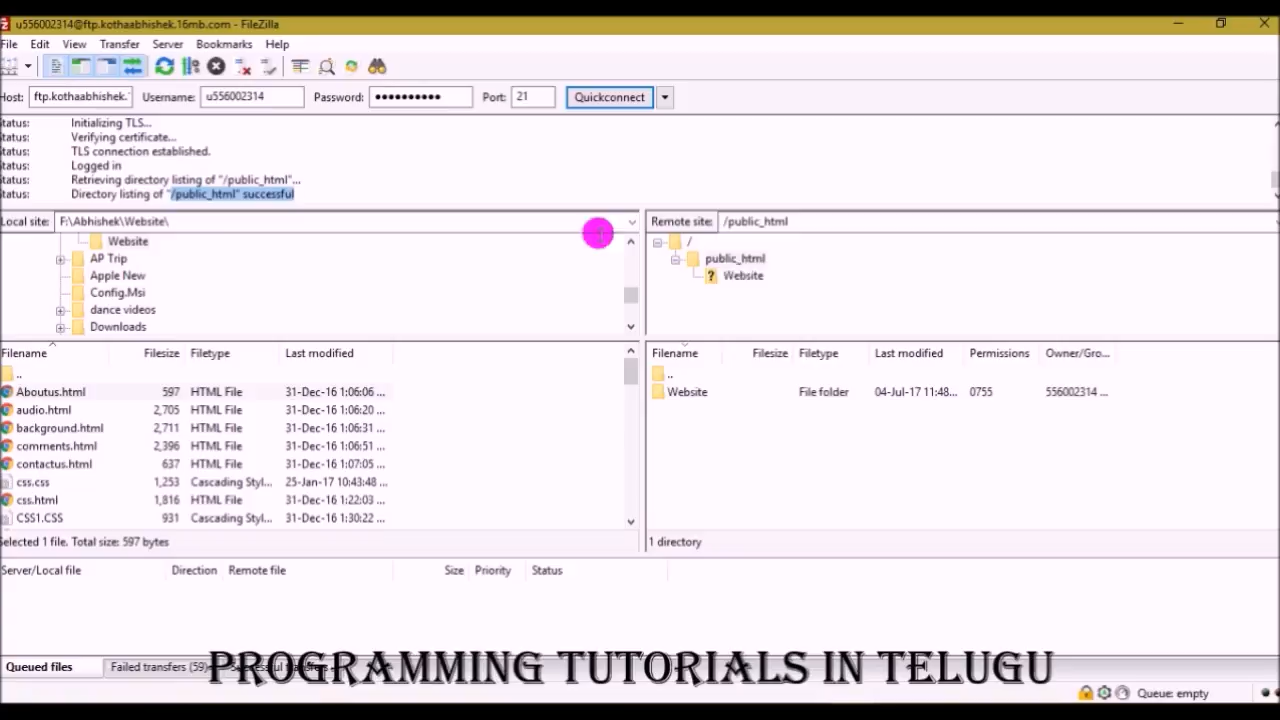 u556002314@ftp.kothaabhishek.16mb.com - FileZilla
File Edit View Transfer Server Bookmarks Help
Host: ftp.kothaabhishek. Username: u556002314 Password: ●●●●●●●●●● Port: 21 Quickconnect
tatus: Initializing TLS...
tatus: Verifying certificate...
tatus: TLS connection established.
tatus: Logged in
tatus: Retrieving directory listing of "/public_html"...
tatus: Directory listing of "/public_html" successful
Local site: F:\Abhishek\Website\
Website
AP Trip
Apple New
Config.Msi
dance videos
Downloads
Remote site: /public_html
/
public_html
? Website
Filename Filesize Filetype Last modified
..
Aboutus.html 597 HTML File 31-Dec-16 1:06:06 ...
audio.html 2,705 HTML File 31-Dec-16 1:06:20 ...
background.html 2,711 HTML File 31-Dec-16 1:06:31 ...
comments.html 2,396 HTML File 31-Dec-16 1:06:51 ...
contactus.html 637 HTML File 31-Dec-16 1:07:05 ...
css.css 1,253 Cascading Styl... 25-Jan-17 10:43:48 ...
css.html 1,816 HTML File 31-Dec-16 1:22:03 ...
CSS1.CSS 931 Cascading Styl... 31-Dec-16 1:30:22 ...
Selected 1 file. Total size: 597 bytes
Filename Filesize Filetype Last modified Permissions Owner/Gro...
..
Website File folder 04-Jul-17 11:48... 0755 556002314 ...
1 directory
Server/Local file Direction Remote file Size Priority Status
Queued files Failed transfers (59) Successful transfers
PROGRAMMING TUTORIALS IN TELUGU
Queue: empty